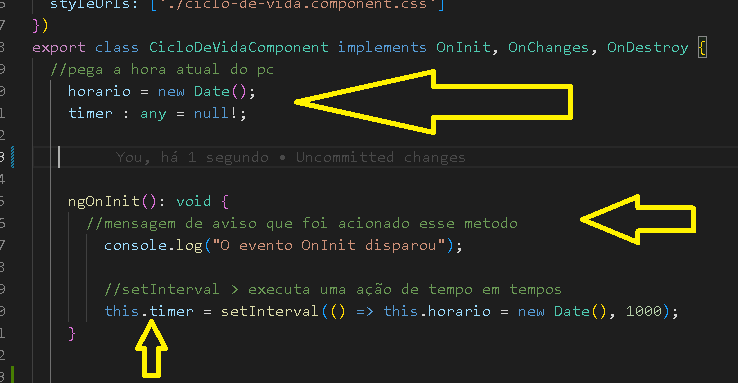 styleUrls: ['./ciclo-de-vida.component.css']
})
export class CicloDeVidaComponent implements OnInit, OnChanges, OnDestroy {
//pega a hora atual do pc
horario = new Date();
timer : any = null!;
You, há 1 segundo • Uncommitted changes
ngOnInit(): void {
//mensagem de aviso que foi acionado esse metodo
console.log("O evento OnInit disparou");
//setInterval > executa uma ação de tempo em tempos
this.timer = setInterval(() => this.horario = new Date(), 1000);
}